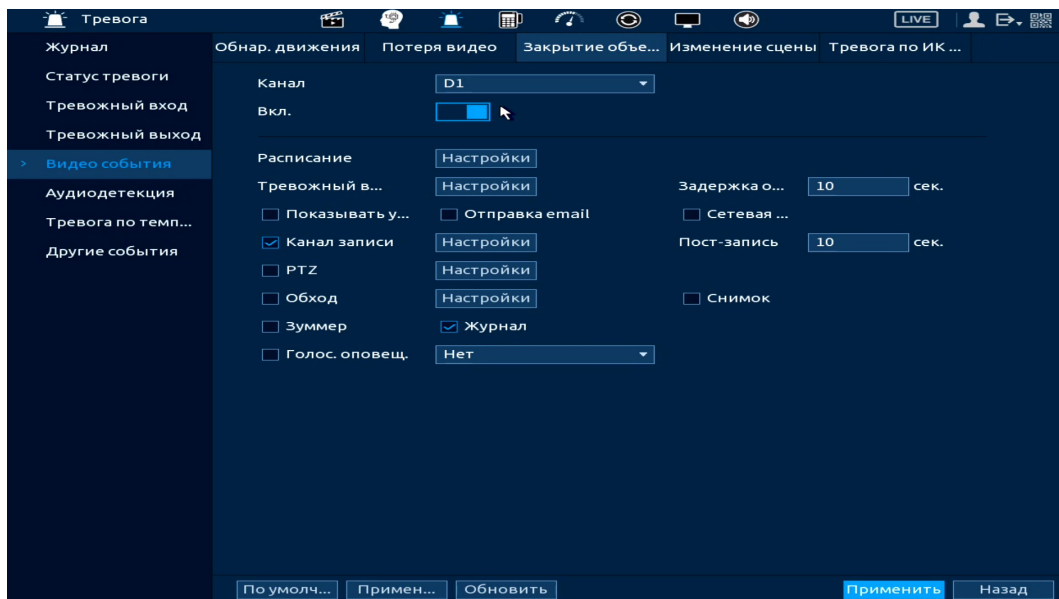 Тревога LIVE
Журнал
Статус тревоги
Тревожный вход
Тревожный выход
> Видео события
Аудиодетекция
Тревога по темп...
Другие события
Обнар. движения Потеря видео Закрытие объе... Изменение сцены Тревога по ИК ...
Канал D1
Вкл.
Расписание Настройки
Тревожный в... Настройки Задержка о... 10 сек.
Показывать у... Отправка email Сетевая ...
Канал записи Настройки Пост-запись 10 сек.
PTZ Настройки
Обход Настройки Снимок
Зуммер Журнал
Голос. оповещ. Нет
По умолч... Примен... Обновить Применить Назад